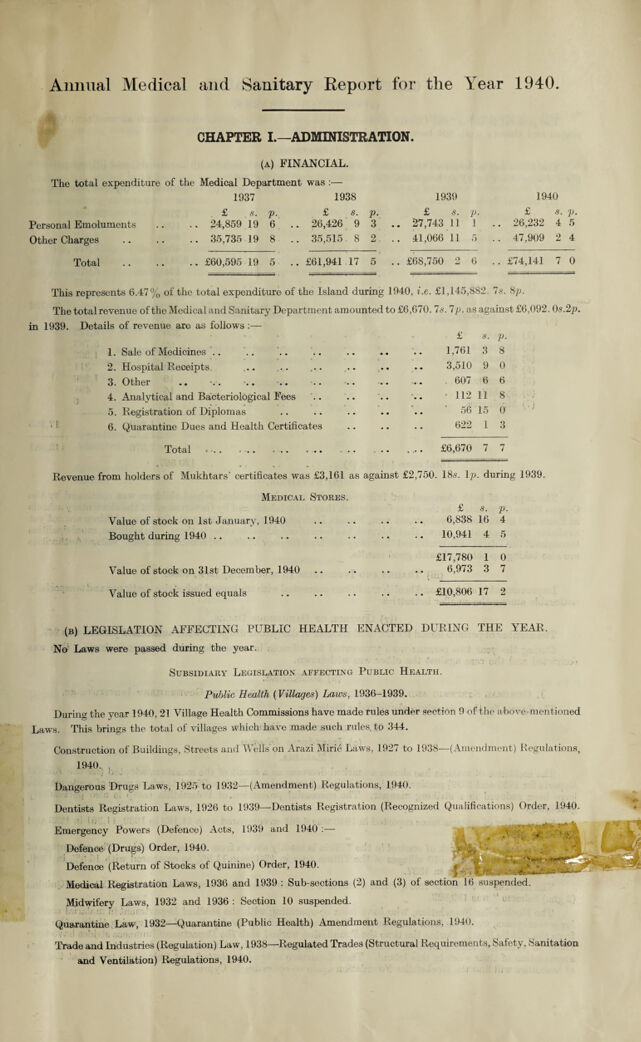 Annual Medical and Sanitary Report for the Year 1940.
CHAPTER I.—ADMINISTRATION.
(A) FINANCIAL.
The total expenditure of the Medical Department was :—
1937 1938 1939 1940
£ s. p. £ s. p. £ s. p. £ s. p.
Personal Emoluments .. .. 24,859 19 6 .. 26,426 9 3 .. 27,743 11 1 .. 26,232 4 5
Other Charges .. .. .. 35,735 19 8 .. 35,515 8 2 .. 41,066 11 5 .. 47,909 2 4
Total .. .. .. £60,595 19 5 .. £61,941 17 5 .. £68,750 2 6 .. £74,141 7 0
This represents 6.47% of the total expenditure of the Island during 1940, i.e. £1,145,882. 7s. 8p.
The total revenue of the Medical and Sanitary Department amounted to £6,670. 7s. 7p. as against £6,092. 0s.2p.
in 1939. Details of revenue are as follows :—
£ s. p.
1. Sale of Medicines .. .. .. .. .. .. .. 1,761 3 8
2. Hospital Receipts. .. .. .. .. .. .. 3,510 9 0
3. Other .. .. .. .. .. .. .. .. 607 6 6
4. Analytical and Bacteriological Fees .. .. .. .. 112 11 8
5. Registration of Diplomas .. .. .. .. .. 56 15 0
6. Quarantine Dues and Health Certificates .. .. .. 622 1 3
Total .. .. .. .. .. .. .. £6,670 7 7
Revenue from holders of Mukhtars' certificates was £3,161 as against £2,750. 18s. 1p. during 1939.
MEDICAL STORES.
£ s. p.
Value of stock on 1st January, 1940 .. .. .. .. 6,838 16 4
Bought during 1940 .. .. .. .. .. .. .. 10,941 4 5
£17,780 1 0
Value of stock on 31st December, 1940 .. .. .. .. 6,973 3 7
Value of stock issued equals .. .. .. .. .. £10,806 17 2
(B) LEGISLATION AFFECTING PUBLIC HEALTH ENACTED DURING THE YEAR.
No Laws were passed during the year.
SUBSIDIARY LEGISLATION AFFECTING PUBLIC HEALTH.
Public Health (Villages) Laws, 1936–1939.
During the year 1940, 21 Village Health Commissions have made rules under section 9 of the above-mentioned
Laws. This brings the total of villages which have made such rules to 344.
Construction of Buildings, Streets and Wells on Arazi Mirié Laws, 1927 to 1938—(Amendment) Regulations,
1940.
Dangerous Drugs Laws, 1925 to 1932—(Amendment) Regulations, 1940.
Dentists Registration Laws, 1926 to 1939—Dentists Registration (Recognized Qualifications) Order, 1940.
Emergency Powers (Defence) Acts, 1939 and 1940 :—
Defence (Drugs) Order, 1940.
Defence (Return of Stocks of Quinine) Order, 1940.
Medical Registration Laws, 1936 and 1939 : Sub-sections (2) and (3) of section 16 suspended.
Midwifery Laws, 1932 and 1936 : Section 10 suspended.
Quarantine Law, 1932—Quarantine (Public Health) Amendment Regulations, 1940.
Trade and Industries (Regulation) Law, 1938—Regulated Trades (Structural Requirements, Safety, Sanitation
and Ventilation) Regulations, 1940.